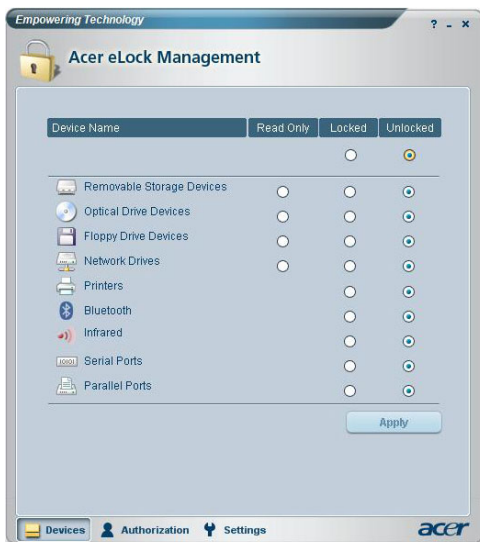 Empowering Technology
? - x
Acer eLock Management
Device Name Read Only Locked Unlocked
Removable Storage Devices
Optical Drive Devices
Floppy Drive Devices
Network Drives
Printers
Bluetooth
Infrared
10101 Serial Ports
Parallel Ports
Apply
Devices Authorization Settings acer